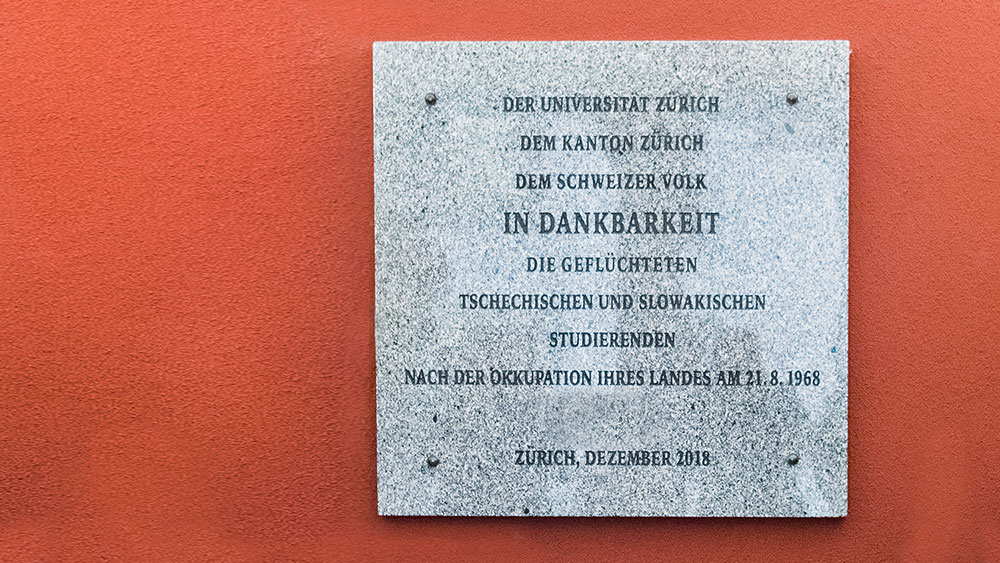 DER UNIVERSITÄT ZÜRICH
DEM KANTON ZÜRICH
DEM SCHWEIZER VOLK
IN DANKBARKEIT
DIE GEFLÜCHTETEN
TSCHECHISCHEN UND SLOWAKISCHEN
STUDIERENDEN
NACH DER OKKUPATION IHRES LANDES AM 21. 8. 1968
ZÜRICH, DEZEMBER 2018